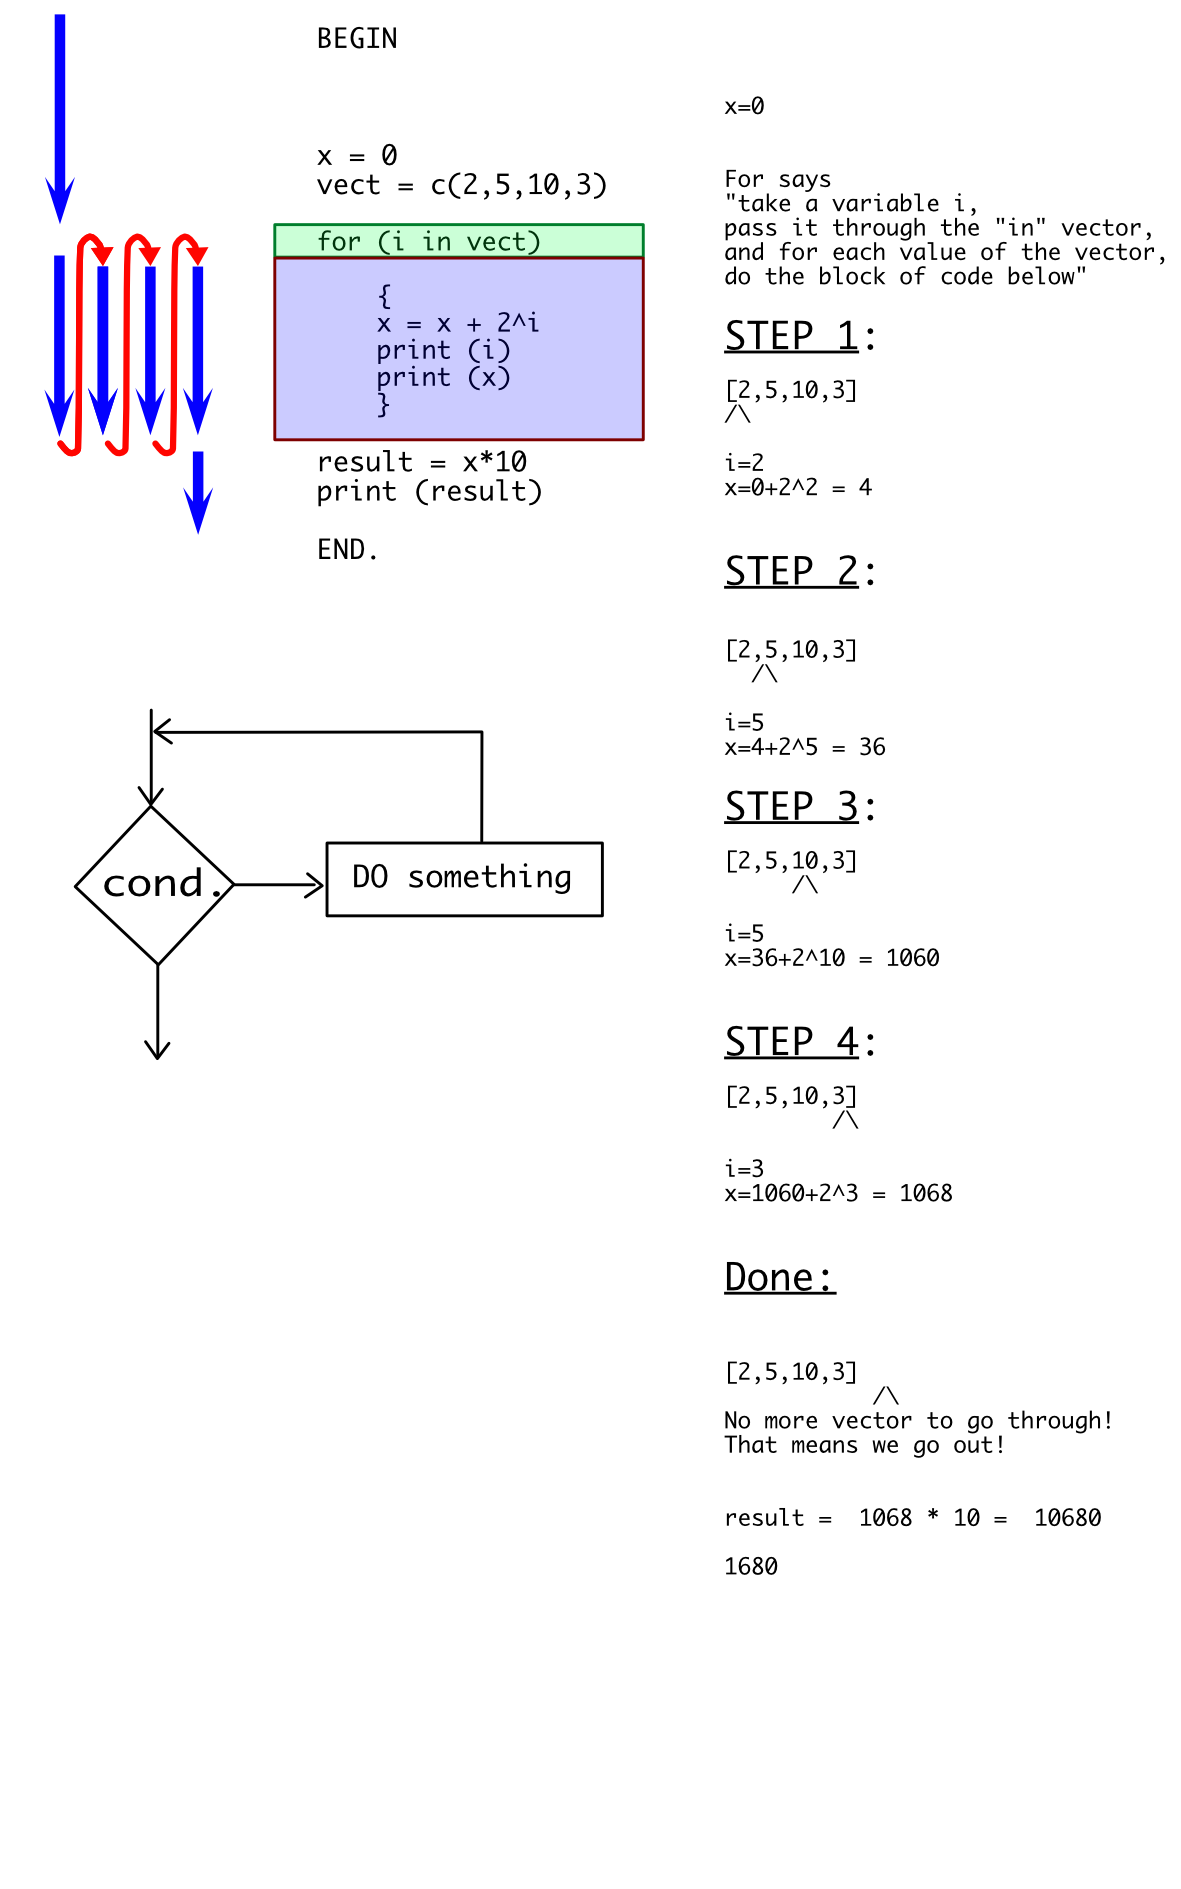 BEGIN
x = 0
vect = c(2,5,10,3)
for (i in vect)
{
x = x + 2^i
print (i)
print (x)
}
result = x*10
print (result)
END.
cond.
DO something
x=0
For says
"take a variable i,
pass it through the "in" vector,
and for each value of the vector,
do the block of code below"
STEP 1:
[2,5,10,3]
/\
i=2
x=0+2^2 = 4
STEP 2:
[2,5,10,3]
/\
i=5
x=4+2^5 = 36
STEP 3:
[2,5,10,3]
/\
i=5
x=36+2^10 = 1060
STEP 4:
[2,5,10,3]
/\
i=3
x=1060+2^3 = 1068
Done:
[2,5,10,3]
/\
No more vector to go through!
That means we go out!
result =  1068 * 10 =  10680
1680